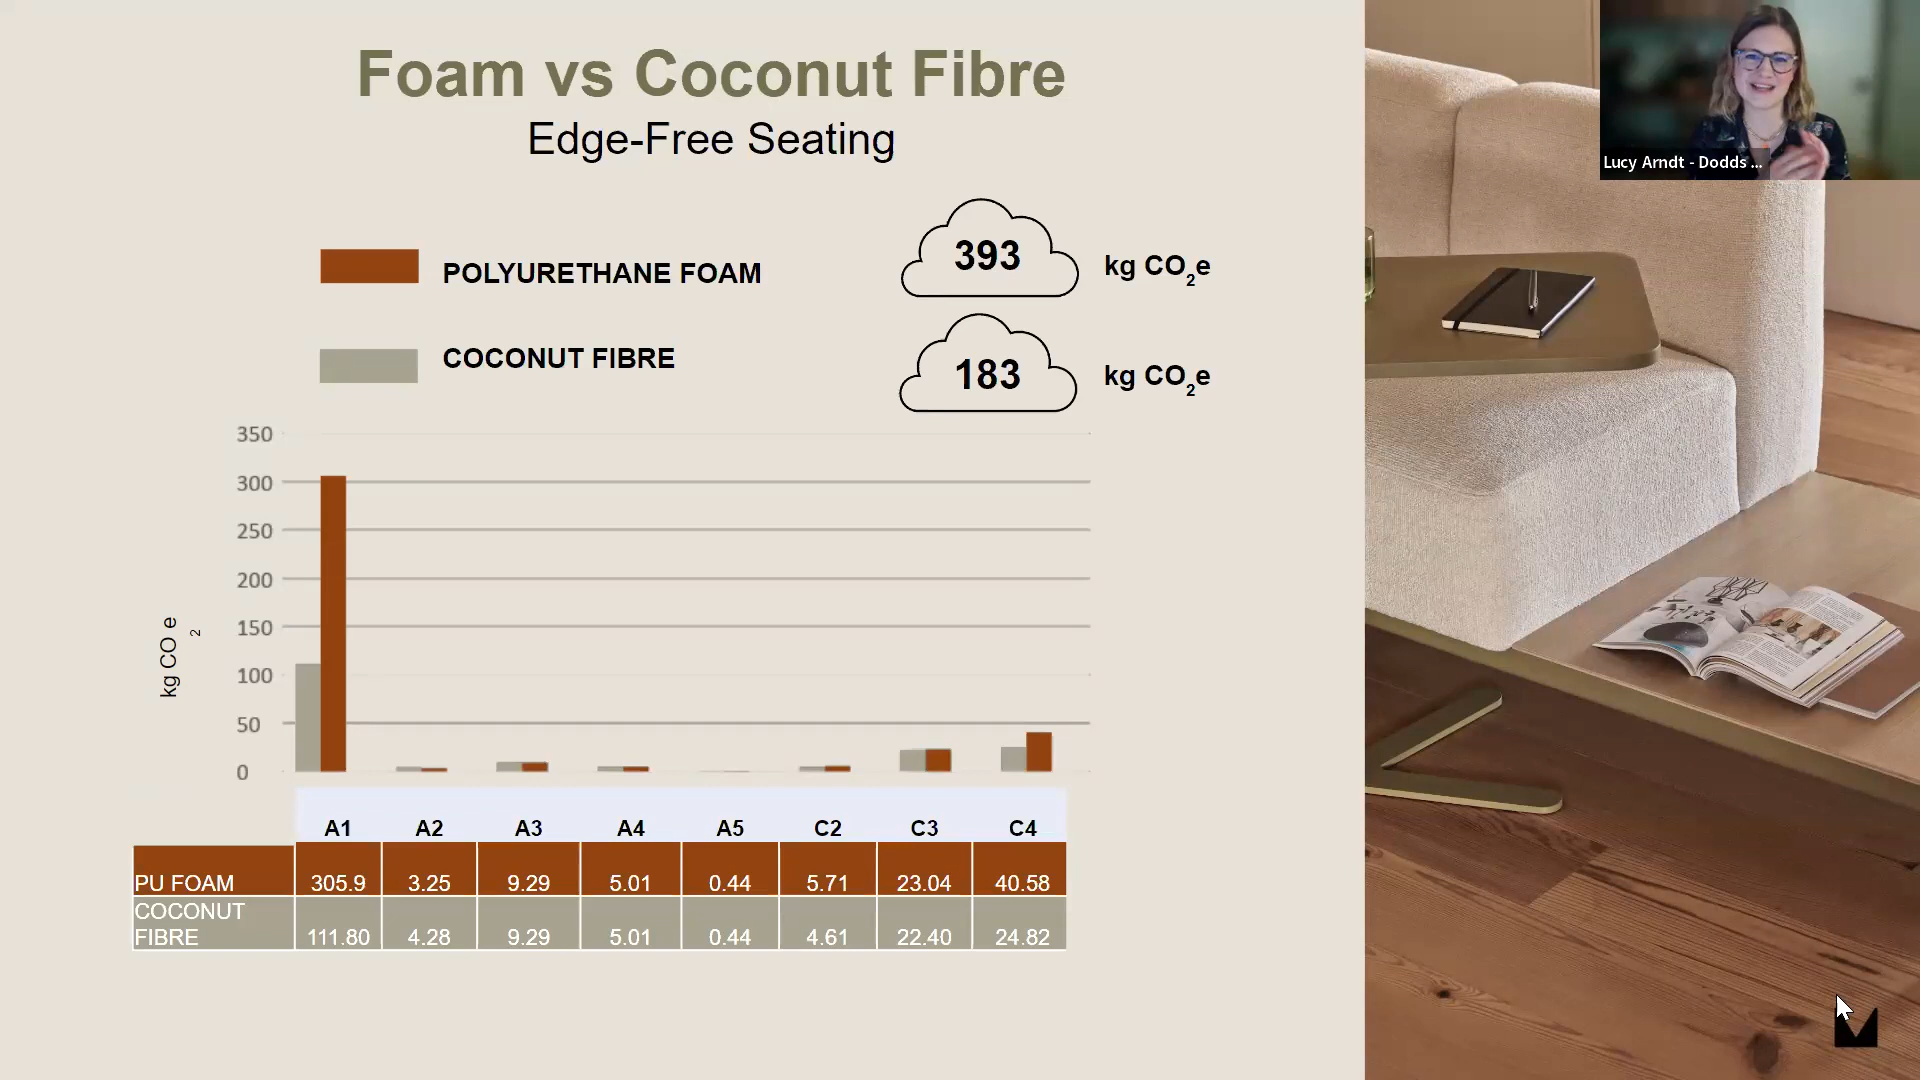 Foam vs Coconut Fibre
Edge-Free Seating
Lucy Arndt - Dodds ...
POLYURETHANE FOAM
393
kg CO2e
COCONUT FIBRE
183
kg CO2e
350
300
250
200
150
100
50
0
kg CO2e
A1 A2 A3 A4 A5 C2 C3 C4
PU FOAM 305.9 3.25 9.29 5.01 0.44 5.71 23.04 40.58
COCONUT
FIBRE 111.80 4.28 9.29 5.01 0.44 4.61 22.40 24.82